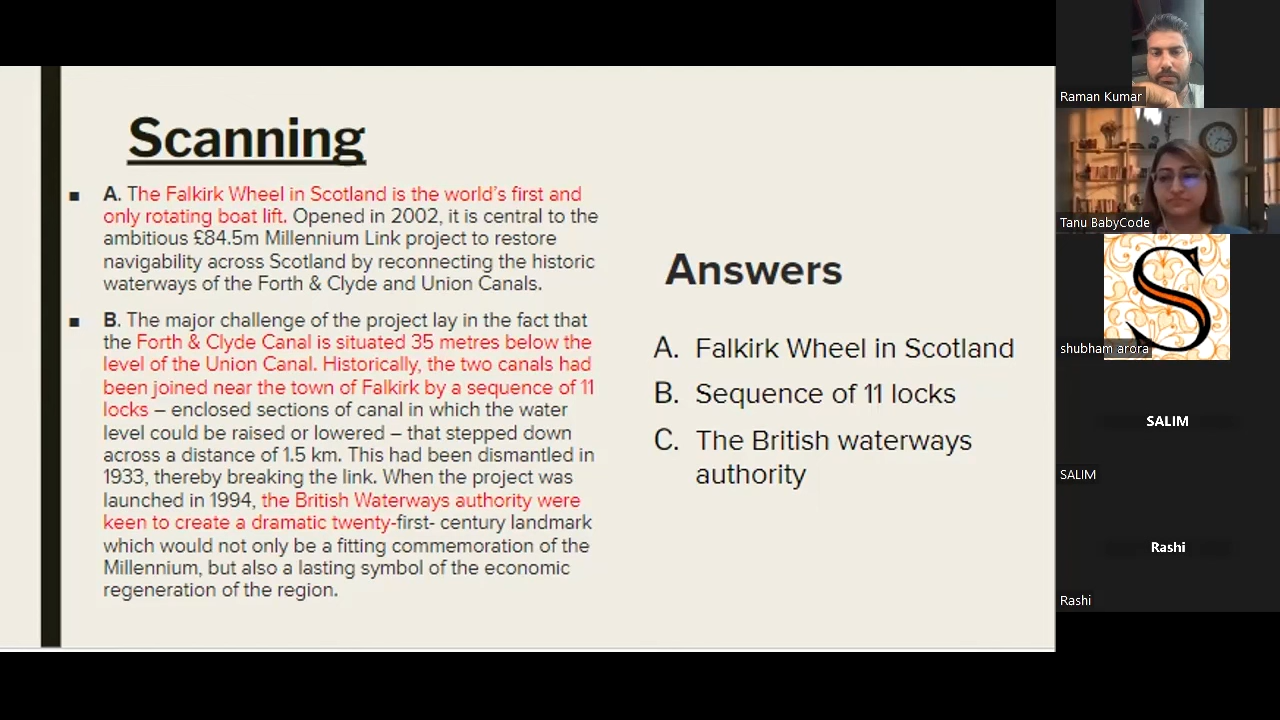 Scanning
■ A. The Falkirk Wheel in Scotland is the world's first and
only rotating boat lift. Opened in 2002, it is central to the
ambitious £84.5m Millennium Link project to restore
navigability across Scotland by reconnecting the historic
waterways of the Forth & Clyde and Union Canals.
■ B. The major challenge of the project lay in the fact that
the Forth & Clyde Canal is situated 35 metres below the
level of the Union Canal. Historically, the two canals had
been joined near the town of Falkirk by a sequence of 11
locks – enclosed sections of canal in which the water
level could be raised or lowered – that stepped down
across a distance of 1.5 km. This had been dismantled in
1933, thereby breaking the link. When the project was
launched in 1994, the British Waterways authority were
keen to create a dramatic twenty-first- century landmark
which would not only be a fitting commemoration of the
Millennium, but also a lasting symbol of the economic
regeneration of the region.
Answers
A. Falkirk Wheel in Scotland
B. Sequence of 11 locks
C. The British waterways
authority
Raman Kumar
Tanu BabyCode
S
shubham arora
SALIM
SALIM
Rashi
Rashi